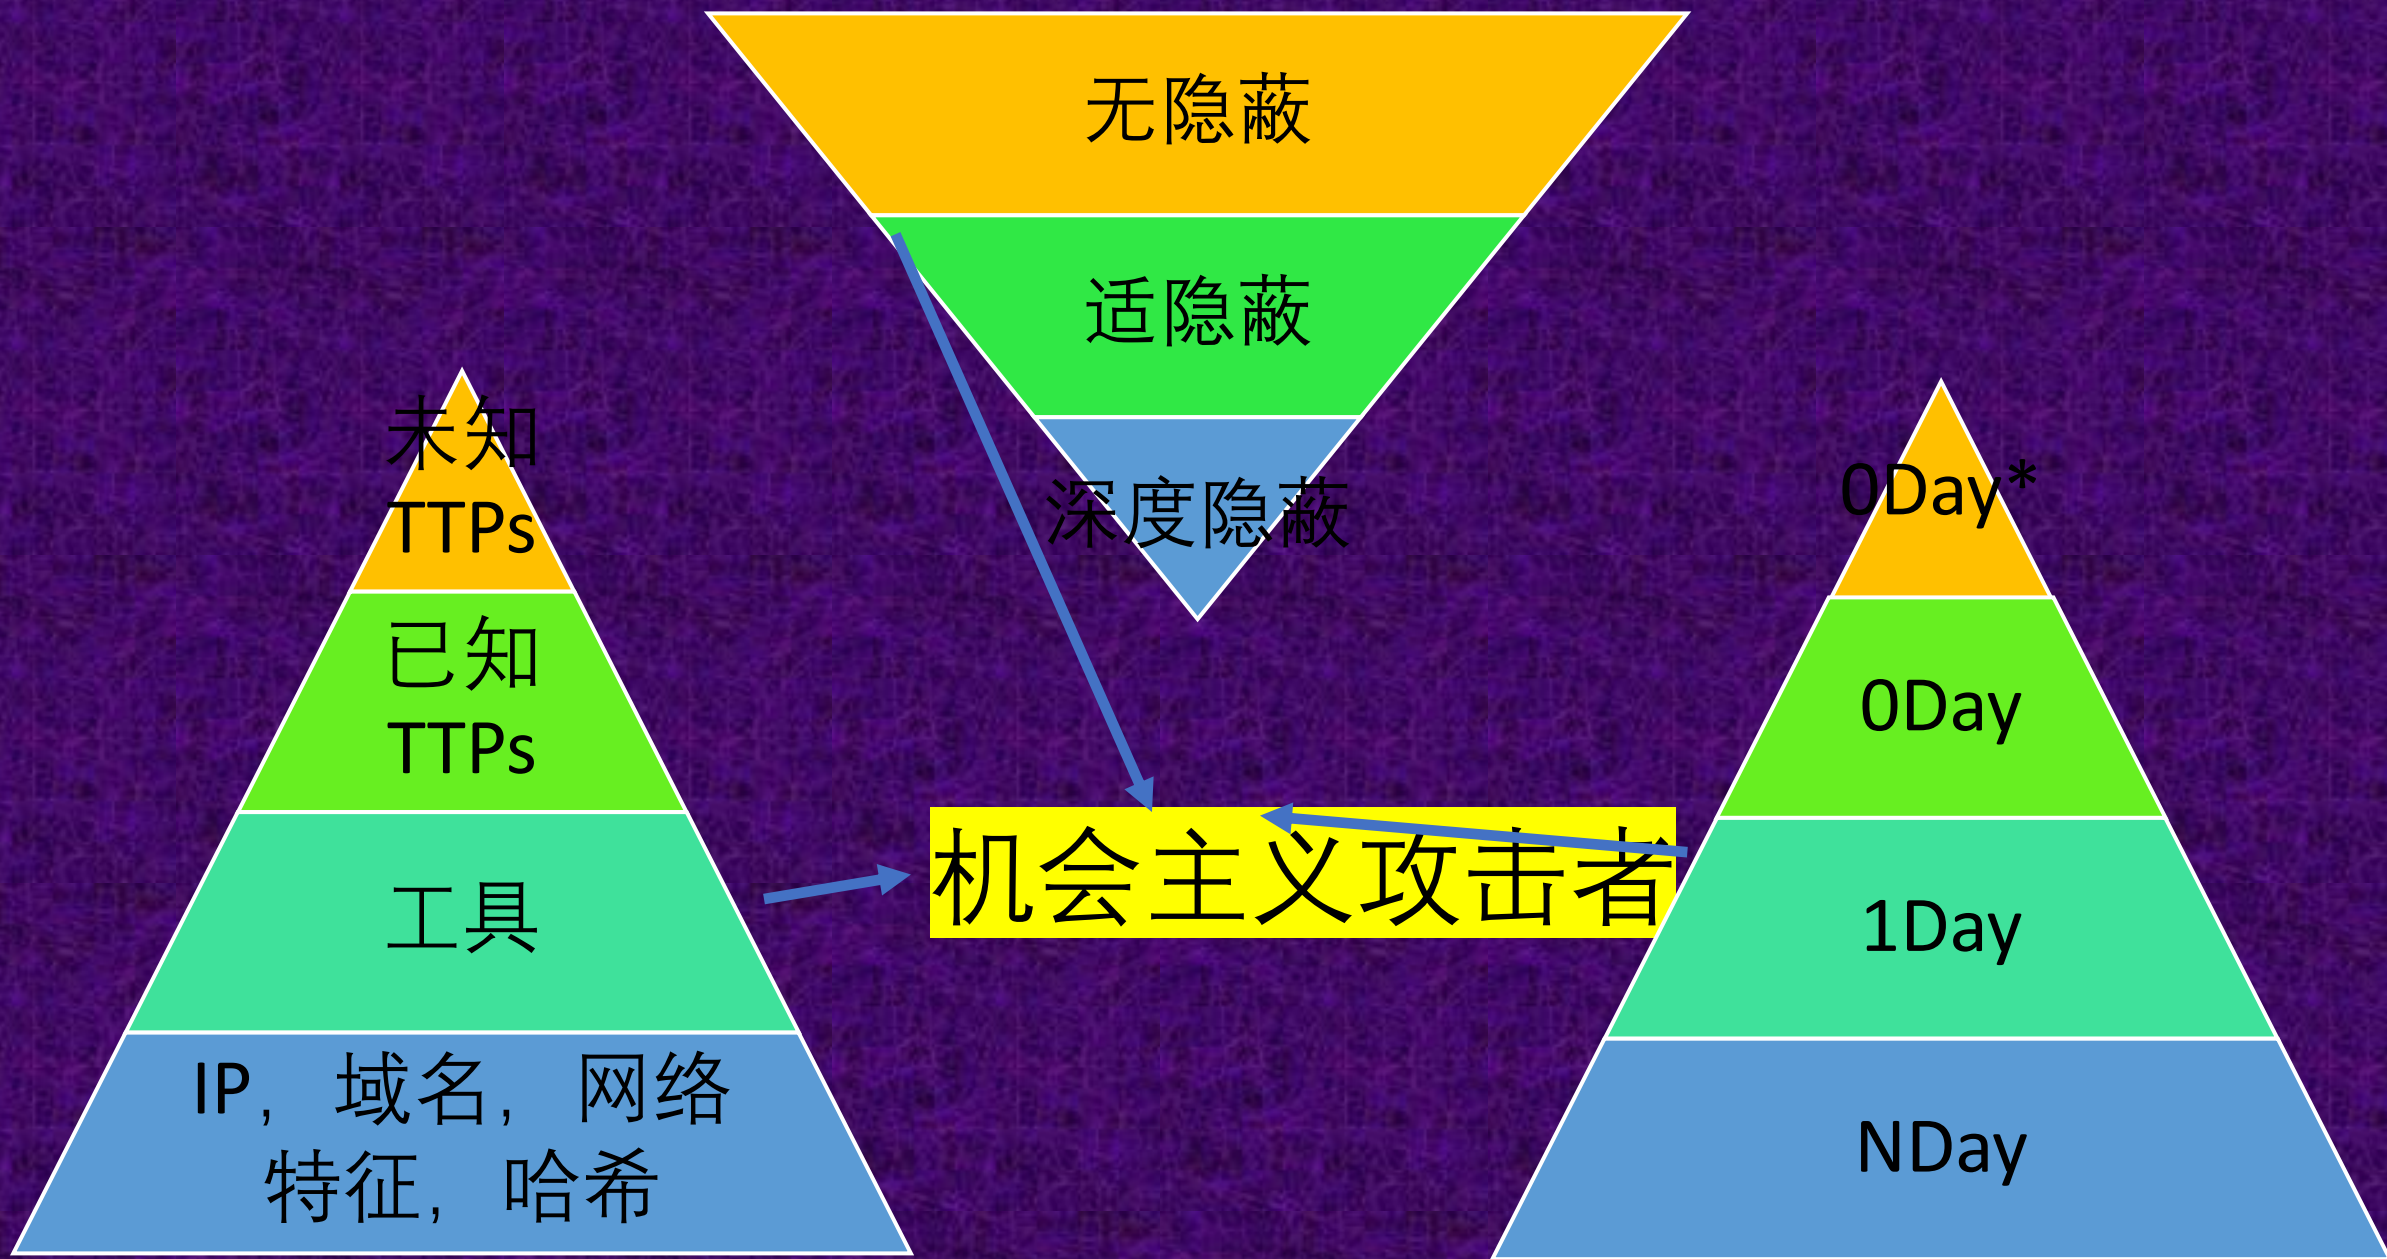 无隐蔽
适隐蔽
深度隐蔽
未知
TTPs
已知
TTPs
工具
IP，域名，网络
特征，哈希
机会主义攻击者
0Day*
0Day
1Day
NDay